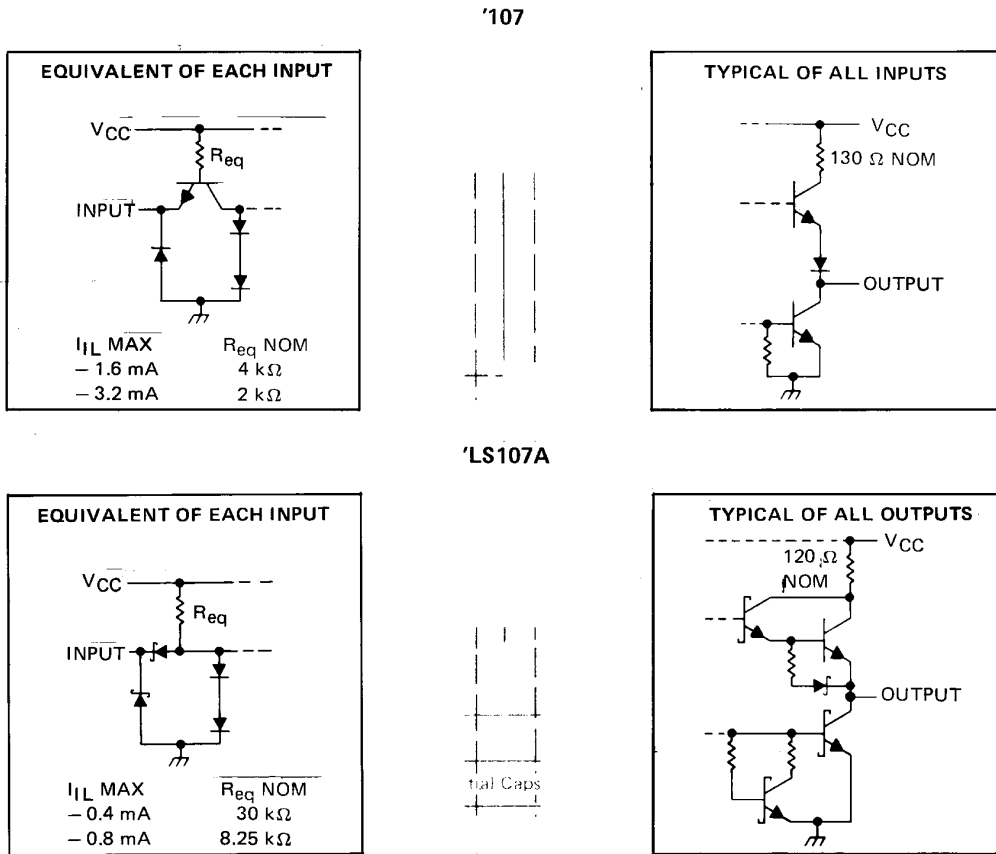 '107
EQUIVALENT OF EACH INPUT
VCC
Req
INPUT
IIL MAX Req NOM
– 1.6 mA 4 kΩ
– 3.2 mA 2 kΩ
TYPICAL OF ALL INPUTS
VCC
130 Ω NOM
OUTPUT
'LS107A
EQUIVALENT OF EACH INPUT
VCC
Req
INPUT
IIL MAX Req NOM
– 0.4 mA 30 kΩ
– 0.8 mA 8.25 kΩ
tial Caps
TYPICAL OF ALL OUTPUTS
VCC
120 Ω
NOM
OUTPUT